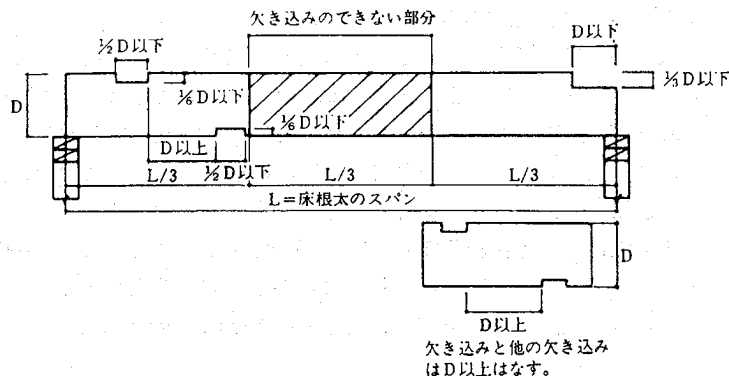 欠き込みのできない部分
½D以下
D以下
D
⅙D以下
⅓D以下
⅙D以下
D以上
½D以下
L/3
L/3
L/3
L=床根太のスパン
D
D以上
欠き込みと他の欠き込み
はD以上はなす。